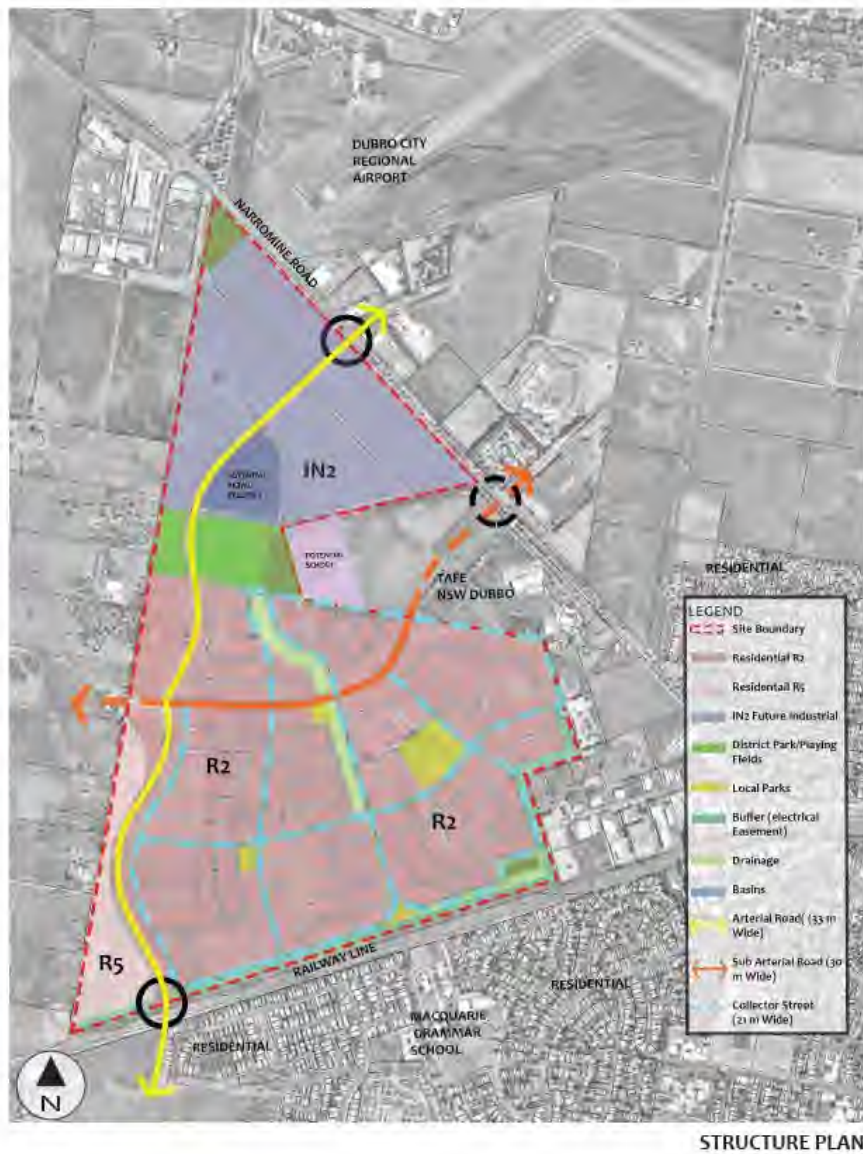 DUBBO CITY
REGIONAL
AIRPORT
NARROMINE ROAD
IN2
POTENTIAL
SCHOOL
TAFE
NSW DUBBO
RESIDENTIAL
R2
R2
R5
RAILWAY LINE
RESIDENTIAL
RESIDENTIAL
MACQUARIE
GRAMMAR
SCHOOL
N
LEGEND
Site Boundary
Residential R2
Residentail R5
IN2 Future Industrial
District Park/Playing
Fields
Local Parks
Buffer (electrical
Easement)
Drainage
Basins
Arterial Road( (33 m
Wide)
Sub Arterial Road (30
m Wide)
Collector Street
(21 m Wide)
STRUCTURE PLAN